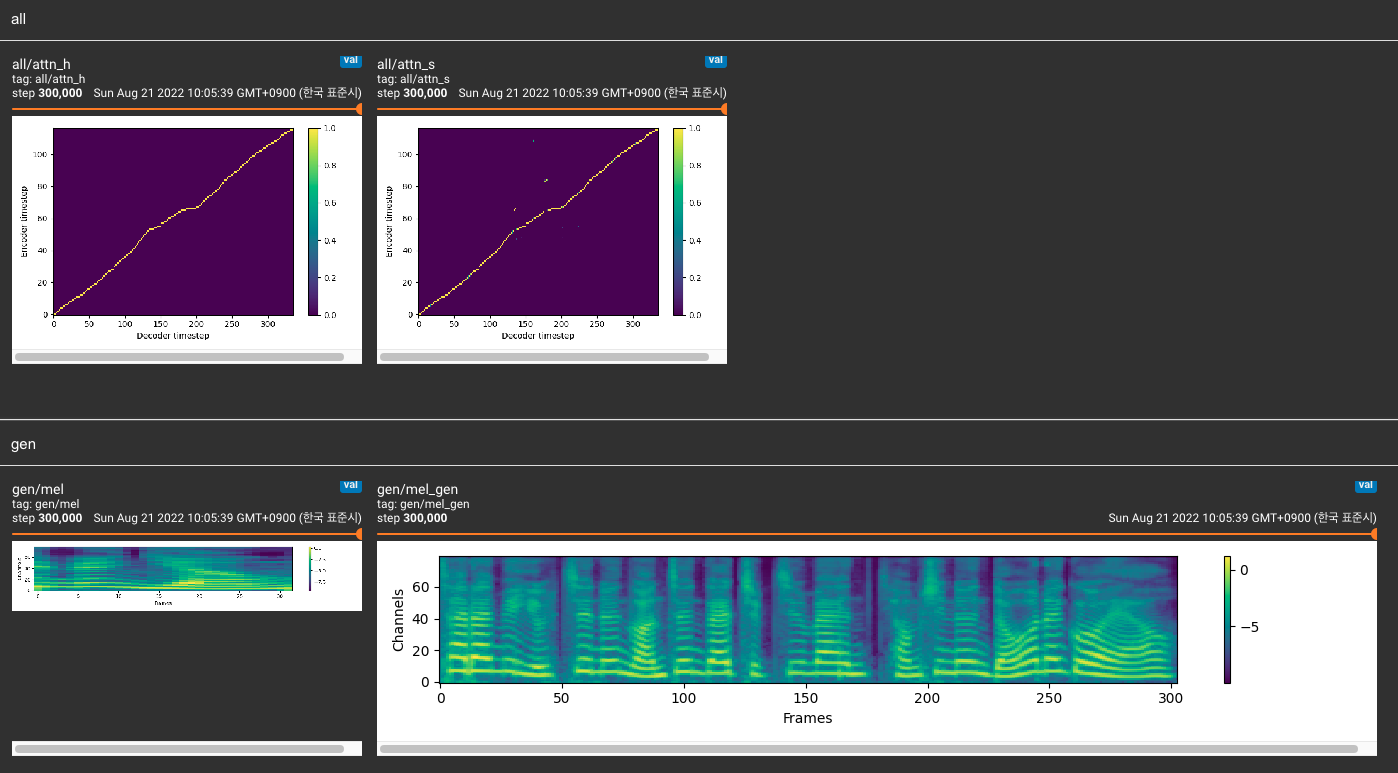 all
all/attn_h
val
tag: all/attn_h
step 300,000 Sun Aug 21 2022 10:05:39 GMT+0900 (한국 표준시)
all/attn_s
val
tag: all/attn_s
step 300,000 Sun Aug 21 2022 10:05:39 GMT+0900 (한국 표준시)
Encoder timestep
100
80
60
40
20
0
0 50 100 150 200 250 300
Decoder timestep
1.0
0.8
0.6
0.4
0.2
0.0
Encoder timestep
100
80
60
40
20
0
0 50 100 150 200 250 300
Decoder timestep
1.0
0.8
0.6
0.4
0.2
0.0
gen
gen/mel
val
tag: gen/mel
step 300,000 Sun Aug 21 2022 10:05:39 GMT+0900 (한국 표준시)
0 5 10 15 20 25 30
Frames
gen/mel_gen
val
tag: gen/mel_gen
step 300,000 Sun Aug 21 2022 10:05:39 GMT+0900 (한국 표준시)
Channels
60
40
20
0
0 50 100 150 200 250 300
Frames
0
−5